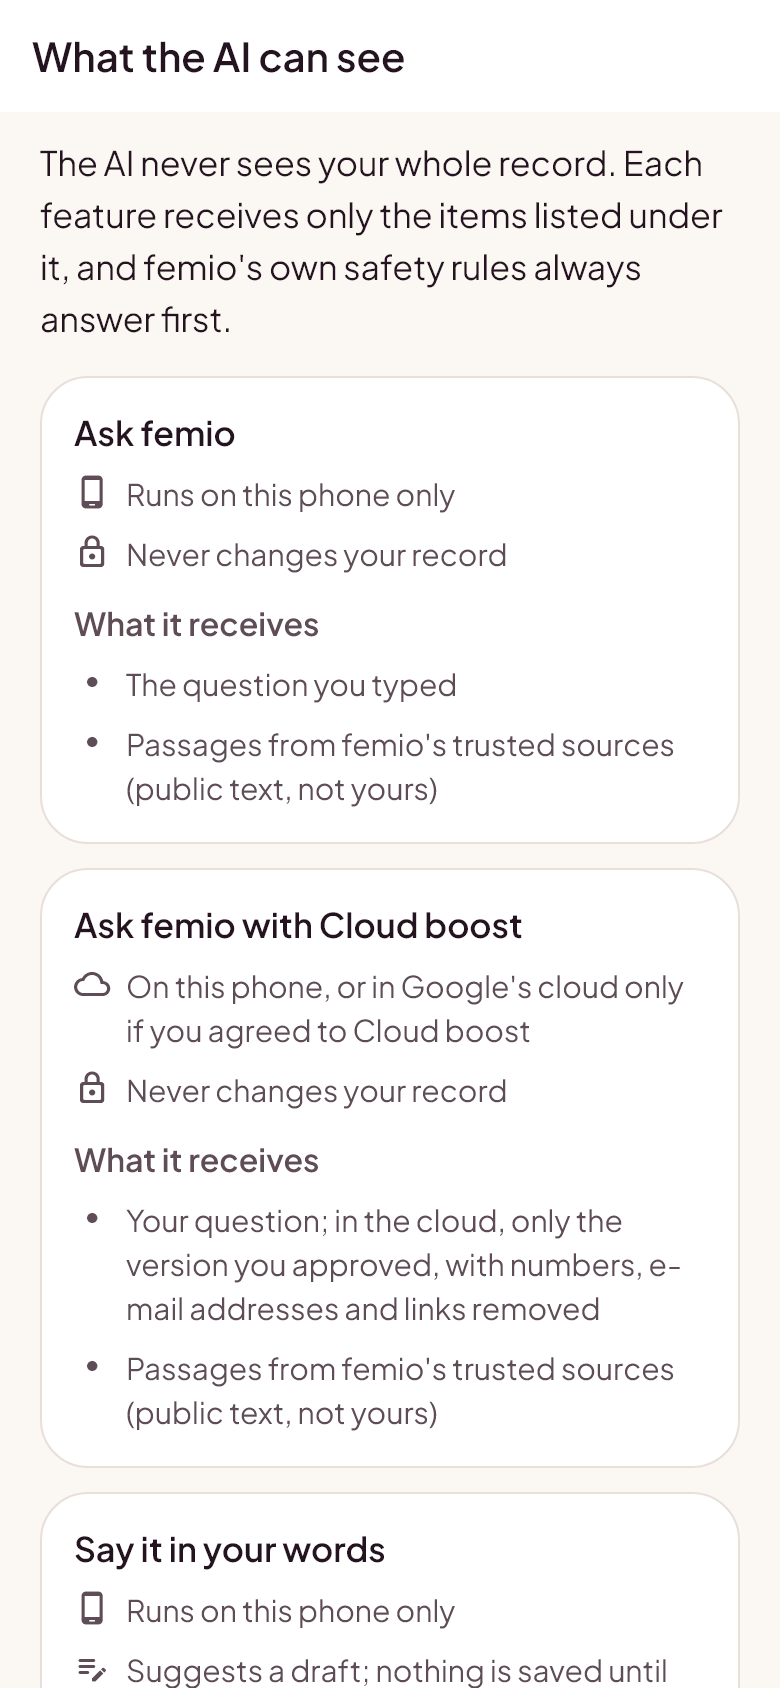 What the AI can see
The AI never sees your whole record. Each
feature receives only the items listed under
it, and femio's own safety rules always
answer first.
Ask femio
Runs on this phone only
Never changes your record
What it receives
• The question you typed
• Passages from femio's trusted sources
(public text, not yours)
Ask femio with Cloud boost
On this phone, or in Google's cloud only
if you agreed to Cloud boost
Never changes your record
What it receives
• Your question; in the cloud, only the
version you approved, with numbers, e-
mail addresses and links removed
• Passages from femio's trusted sources
(public text, not yours)
Say it in your words
Runs on this phone only
Suggests a draft; nothing is saved until